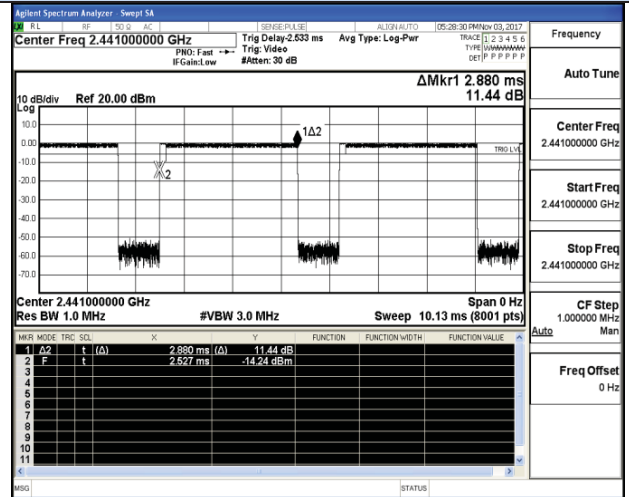 Agilent Spectrum Analyzer - Swept SA
RL RF 50 Ω AC SENSE:PULSE ALIGN AUTO 05:28:30 PM Nov 03, 2017
Center Freq 2.441000000 GHz
PNO: Fast
IFGain:Low
Trig Delay-2.533 ms
Trig: Video
#Atten: 30 dB
Avg Type: Log-Pwr
TRACE 1 2 3 4 5 6
TYPE WWWWWW
DET P P P P P P
ΔMkr1 2.880 ms
11.44 dB
10 dB/div Ref 20.00 dBm
Log
10.0
0.00
-10.0
-20.0
-30.0
-40.0
-50.0
-60.0
-70.0
1Δ2
2
TRIG LVL
Center 2.441000000 GHz Span 0 Hz
Res BW 1.0 MHz #VBW 3.0 MHz Sweep 10.13 ms (8001 pts)
MKR MODE TRC SCL X Y FUNCTION FUNCTION WIDTH FUNCTION VALUE
1 Δ2 t (Δ) 2.880 ms (Δ) 11.44 dB
2 F t 2.527 ms -14.24 dBm
3
4
5
6
7
8
9
10
11
MSG STATUS
Frequency
Auto Tune
Center Freq
2.441000000 GHz
Start Freq
2.441000000 GHz
Stop Freq
2.441000000 GHz
CF Step
1.000000 MHz
Auto Man
Freq Offset
0 Hz